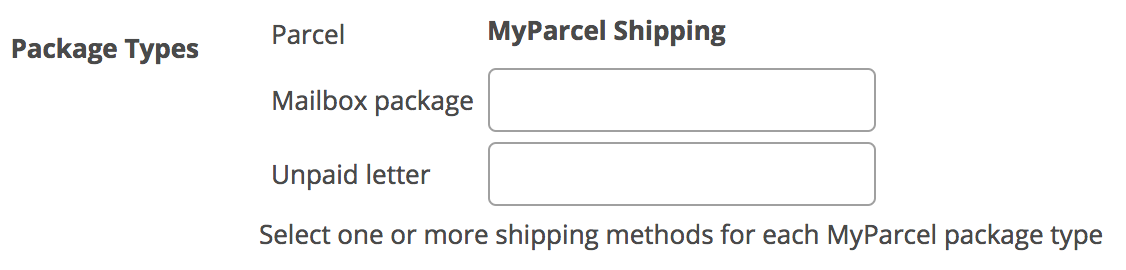 Package Types
Parcel
MyParcel Shipping
Mailbox package
Unpaid letter
Select one or more shipping methods for each MyParcel package type